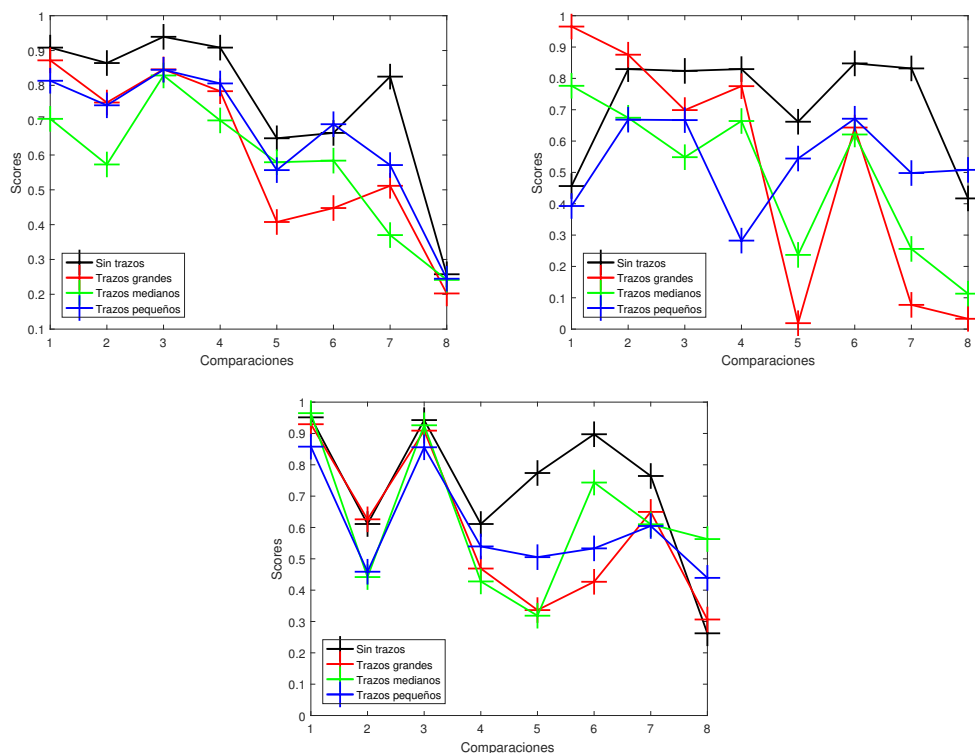 1
0.9
0.8
0.7
0.6
0.5
0.4
0.3
0.2
0.1
Scores
Sin trazos
Trazos grandes
Trazos medianos
Trazos pequeños
1 2 3 4 5 6 7 8
Comparaciones
1
0.9
0.8
0.7
0.6
0.5
0.4
0.3
0.2
0.1
0
Scores
Sin trazos
Trazos grandes
Trazos medianos
Trazos pequeños
1 2 3 4 5 6 7 8
Comparaciones
1
0.9
0.8
0.7
0.6
0.5
0.4
0.3
0.2
0.1
0
Scores
Sin trazos
Trazos grandes
Trazos medianos
Trazos pequeños
1 2 3 4 5 6 7 8
Comparaciones